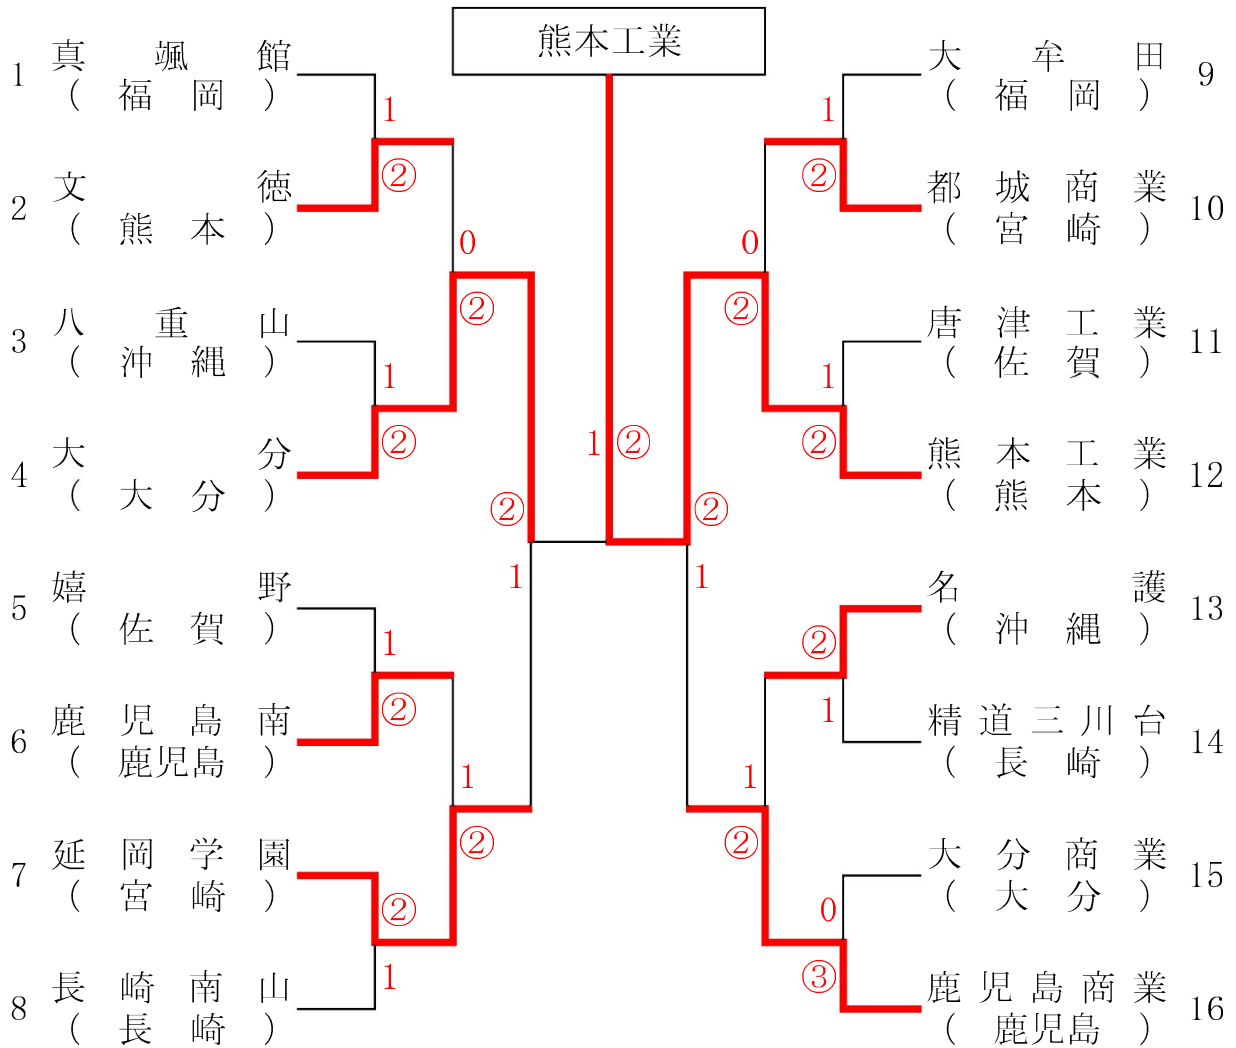 熊本工業
1 真颯館
(福岡)
1
②
2 文徳
(熊本)
0
②
3 八重山
(沖縄)
1
②
4 大分
(大分)
②
1
5 嬉野
(佐賀)
1
②
6 鹿児島南
(鹿児島)
1
②
7 延岡学園
(宮崎)
②
1
8 長崎南山
(長崎)
1 ②
大牟田 9
(福岡)
1
②
都城商業 10
(宮崎)
0
②
唐津工業 11
(佐賀)
1
②
熊本工業 12
(熊本)
②
1
名護 13
(沖縄)
②
1
精道三川台 14
(長崎)
1
②
大分商業 15
(大分)
0
③
鹿児島商業 16
(鹿児島)